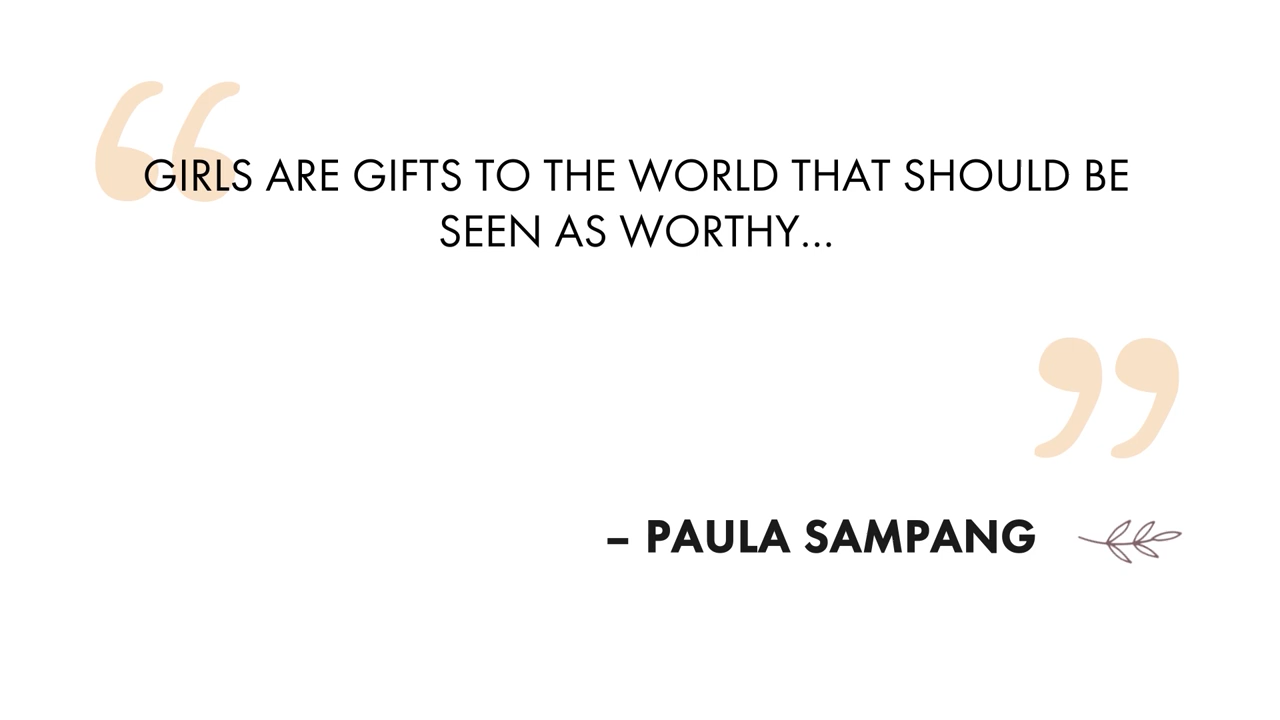 “
GIRLS ARE GIFTS TO THE WORLD THAT SHOULD BE
SEEN AS WORTHY...
”
– PAULA SAMPANG